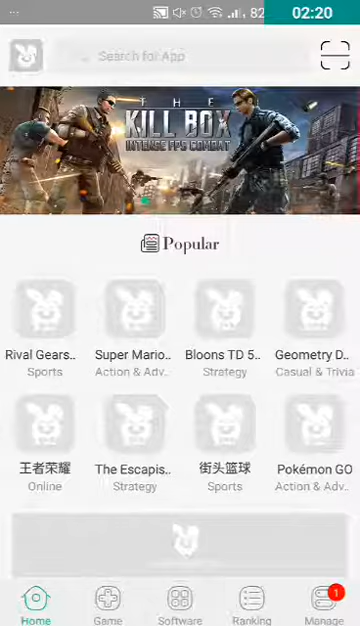 ... 82 02:20
Search for App
THE
KILL BOX
INTENSE FPS COMBAT
Popular
Rival Gears.. Super Mario.. Bloons TD 5.. Geometry D..
Sports Action & Adv.. Strategy Casual & Trivia
王者荣耀 The Escapis.. 街头篮球 Pokémon GO
Online Strategy Sports Action & Adv..
1
Home Game Software Ranking Manage